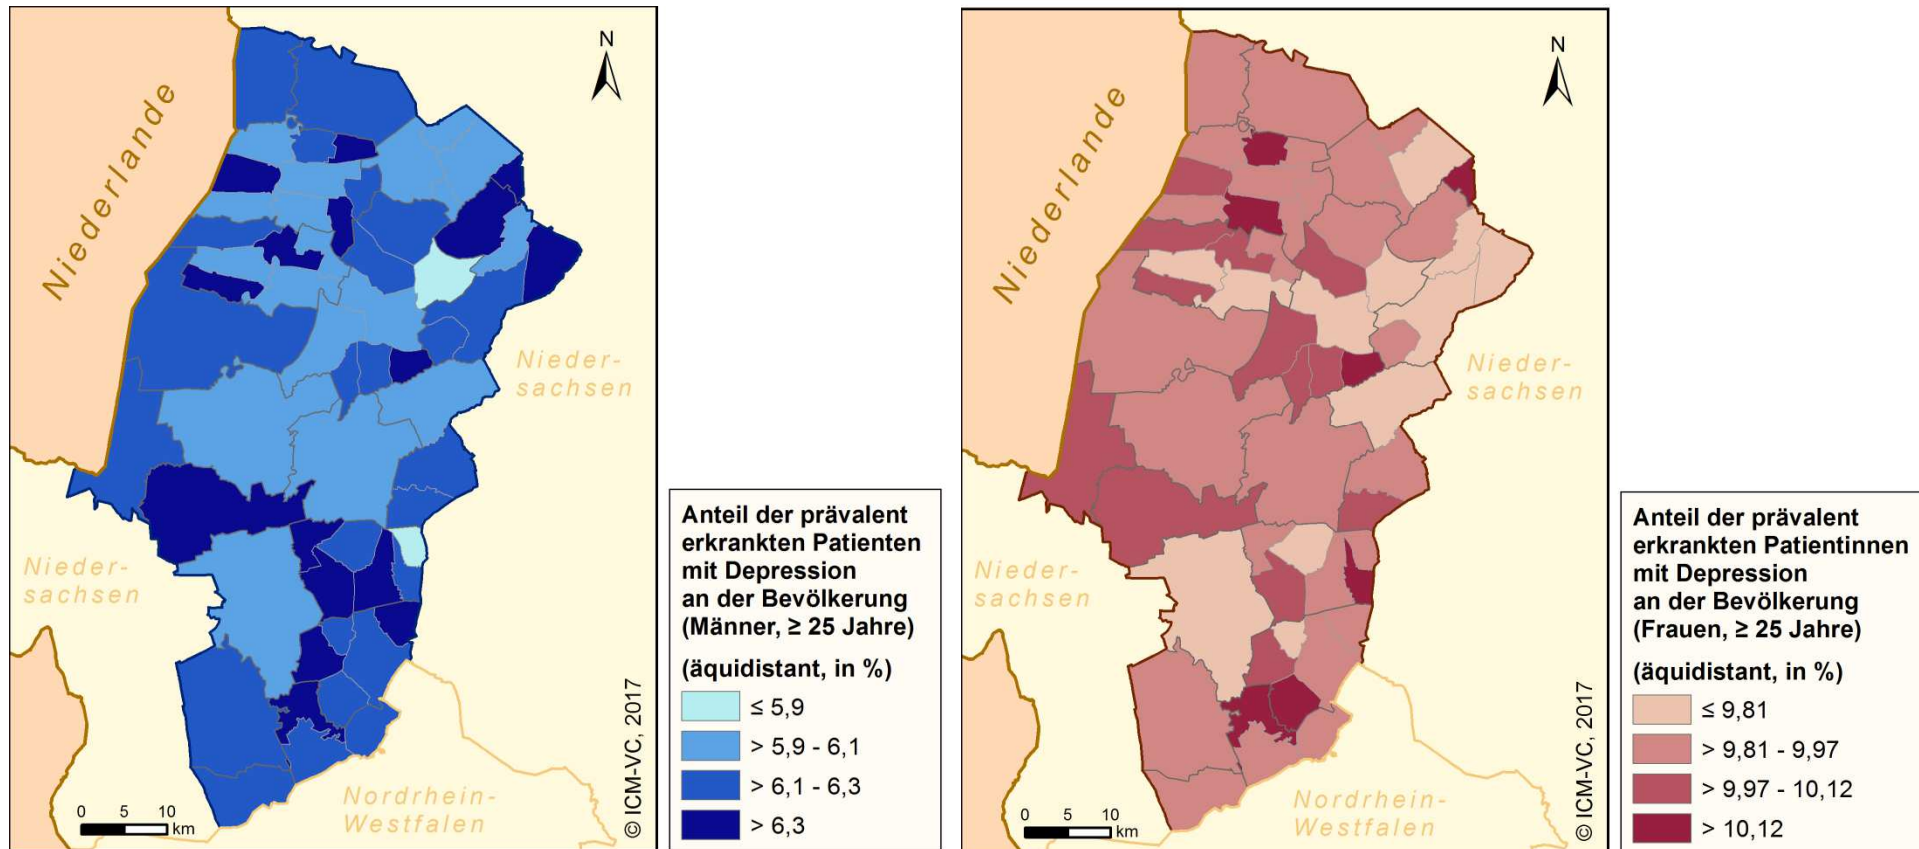 N
Niederlande
Nieder-
sachsen
Nieder-
sachsen
Nordrhein-
Westfalen
0 5 10
km
© ICM-VC, 2017
Anteil der prävalent
erkrankten Patienten
mit Depression
an der Bevölkerung
(Männer, ≥ 25 Jahre)
(äquidistant, in %)
≤ 5,9
> 5,9 - 6,1
> 6,1 - 6,3
> 6,3
N
Niederlande
Nieder-
sachsen
Nieder-
sachsen
Nordrhein-
Westfalen
0 5 10
km
© ICM-VC, 2017
Anteil der prävalent
erkrankten Patientinnen
mit Depression
an der Bevölkerung
(Frauen, ≥ 25 Jahre)
(äquidistant, in %)
≤ 9,81
> 9,81 - 9,97
> 9,97 - 10,12
> 10,12